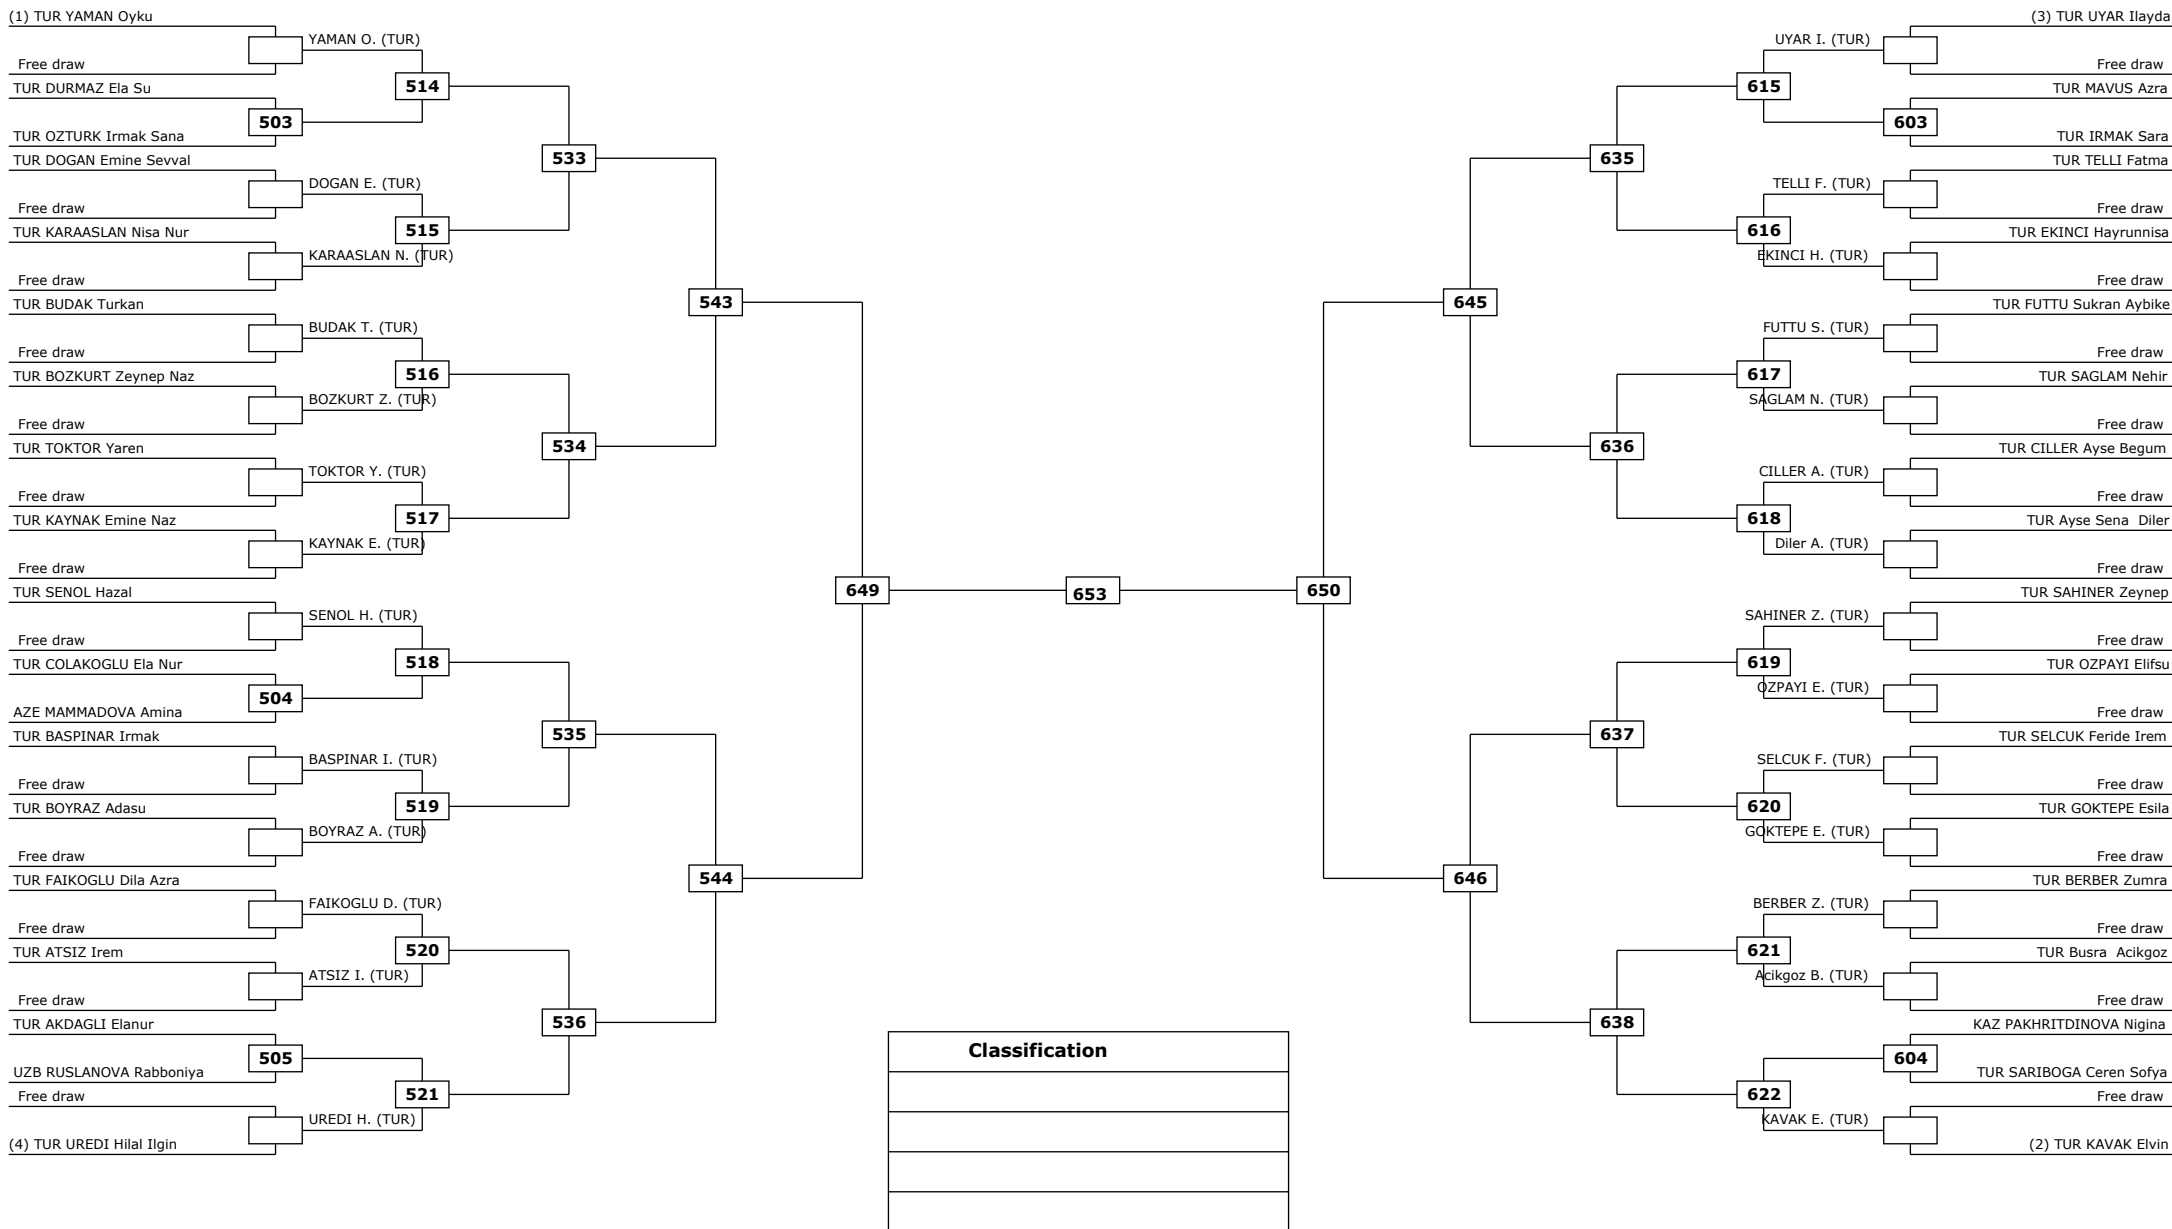 (1) TUR YAMAN Oyku
YAMAN O. (TUR)
Free draw
514
TUR DURMAZ Ela Su
503
TUR OZTURK Irmak Sana
533
TUR DOGAN Emine Sevval
DOGAN E. (TUR)
Free draw
515
TUR KARAASLAN Nisa Nur
KARAASLAN N. (TUR)
Free draw
543
TUR BUDAK Turkan
BUDAK T. (TUR)
Free draw
516
TUR BOZKURT Zeynep Naz
BOZKURT Z. (TUR)
Free draw
534
TUR TOKTOR Yaren
TOKTOR Y. (TUR)
Free draw
517
TUR KAYNAK Emine Naz
KAYNAK E. (TUR)
Free draw
649
TUR SENOL Hazal
SENOL H. (TUR)
Free draw
518
TUR COLAKOGLU Ela Nur
504
AZE MAMMADOVA Amina
535
TUR BASPINAR Irmak
BASPINAR I. (TUR)
Free draw
519
TUR BOYRAZ Adasu
BOYRAZ A. (TUR)
Free draw
544
TUR FAIKOGLU Dila Azra
FAIKOGLU D. (TUR)
Free draw
520
TUR ATSIZ Irem
ATSIZ I. (TUR)
Free draw
536
TUR AKDAGLI Elanur
505
UZB RUSLANOVA Rabboniya
521
Free draw
UREDI H. (TUR)
(4) TUR UREDI Hilal Ilgin
653
(3) TUR UYAR Ilayda
UYAR I. (TUR)
Free draw
615
TUR MAVUS Azra
603
TUR IRMAK Sara
635
TUR TELLI Fatma
TELLI F. (TUR)
Free draw
616
TUR EKINCI Hayrunnisa
EKINCI H. (TUR)
Free draw
645
TUR FUTTU Sukran Aybike
FUTTU S. (TUR)
Free draw
617
TUR SAGLAM Nehir
SAGLAM N. (TUR)
Free draw
636
TUR CILLER Ayse Begum
CILLER A. (TUR)
Free draw
618
TUR Ayse Sena  Diler
Diler A. (TUR)
Free draw
650
TUR SAHINER Zeynep
SAHINER Z. (TUR)
Free draw
619
TUR OZPAYI Elifsu
OZPAYI E. (TUR)
Free draw
637
TUR SELCUK Feride Irem
SELCUK F. (TUR)
Free draw
620
TUR GOKTEPE Esila
GOKTEPE E. (TUR)
Free draw
646
TUR BERBER Zumra
BERBER Z. (TUR)
Free draw
621
TUR Busra  Acikgoz
Acikgoz B. (TUR)
Free draw
638
KAZ PAKHRITDINOVA Nigina
604
TUR SARIBOGA Ceren Sofya
622
Free draw
KAVAK E. (TUR)
(2) TUR KAVAK Elvin
Classification